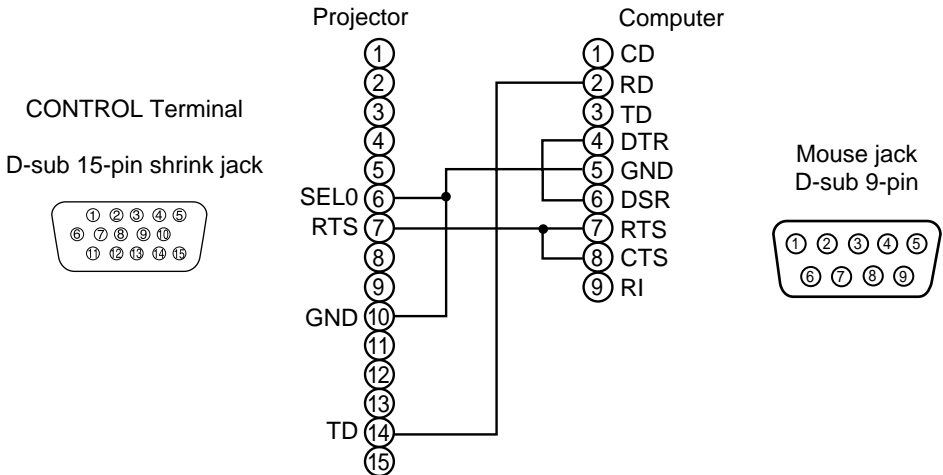 Projector
Computer
CONTROL Terminal
D-sub 15-pin shrink jack
① ② ③ ④ ⑤
⑥ ⑦ ⑧ ⑨ ⑩
⑪ ⑫ ⑬ ⑭ ⑮
①
②
③
④
⑤
SEL0 ⑥
RTS ⑦
⑧
⑨
GND ⑩
⑪
⑫
⑬
TD ⑭
⑮
① CD
② RD
③ TD
④ DTR
⑤ GND
⑥ DSR
⑦ RTS
⑧ CTS
⑨ RI
Mouse jack
D-sub 9-pin
① ② ③ ④ ⑤
⑥ ⑦ ⑧ ⑨